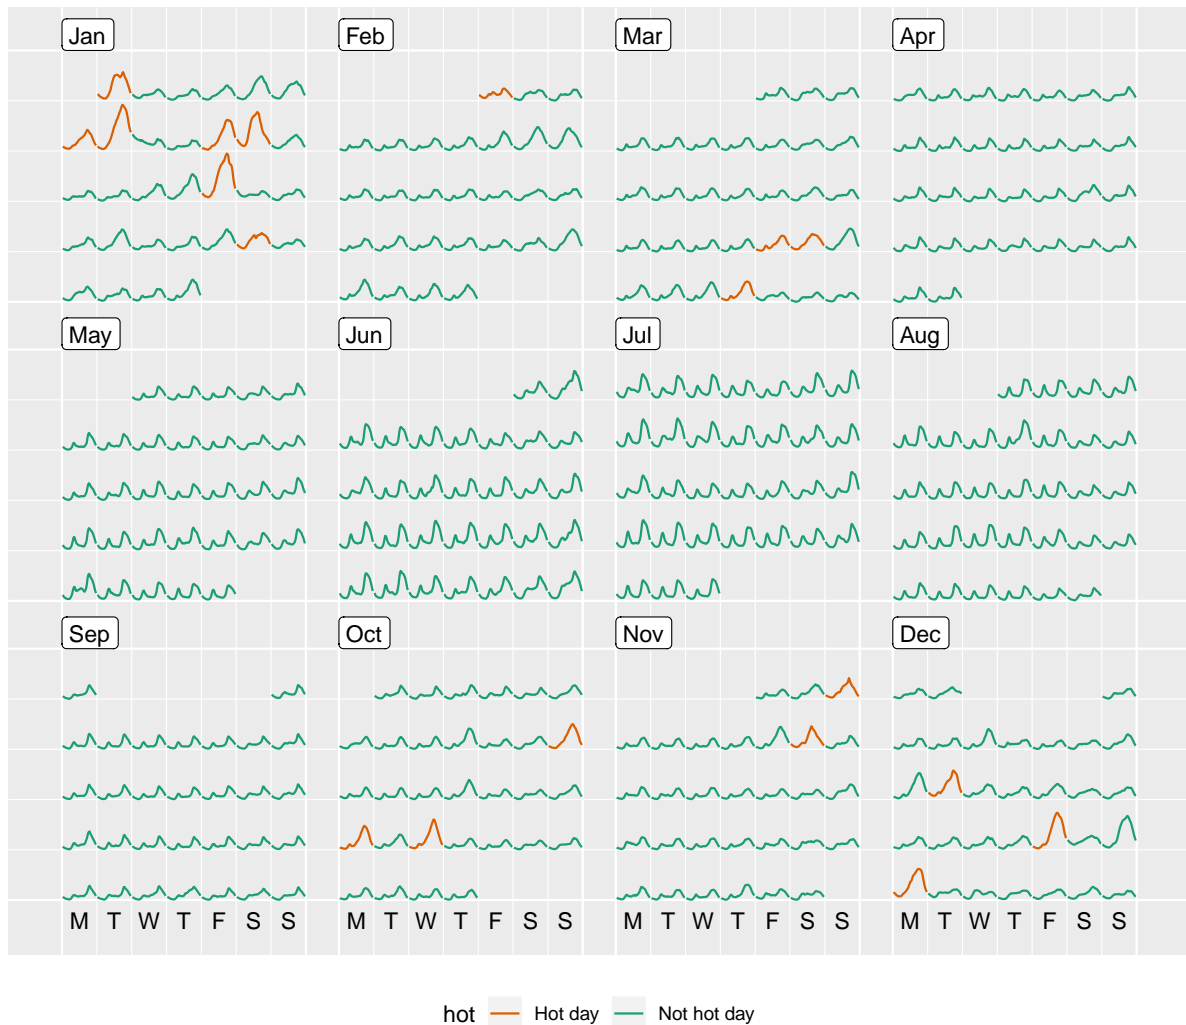 Jan Feb Mar Apr
May Jun Jul Aug
Sep Oct Nov Dec
M T W T F S S M T W T F S S M T W T F S S M T W T F S S
hot Hot day Not hot day